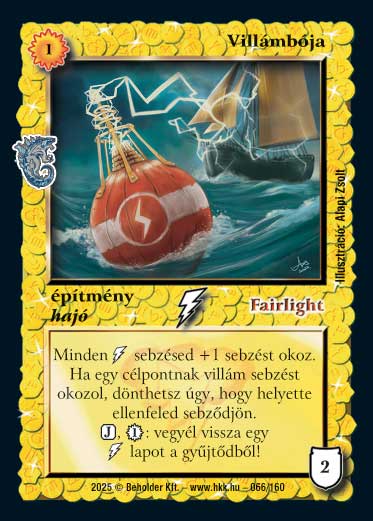 1
Villámbója
Illusztráció: Alapi Zsolt
építmény
hajó
Fairlight
Minden sebzésed +1 sebzést okoz.
Ha egy célpontnak villám sebzést
okozol, dönthetsz úgy, hogy helyette
ellenfeled sebződjön.
J, 1: vegyél vissza egy
lapot a gyűjtődből!
2
2025 © Beholder Kft. – www.hkk.hu – 066/160